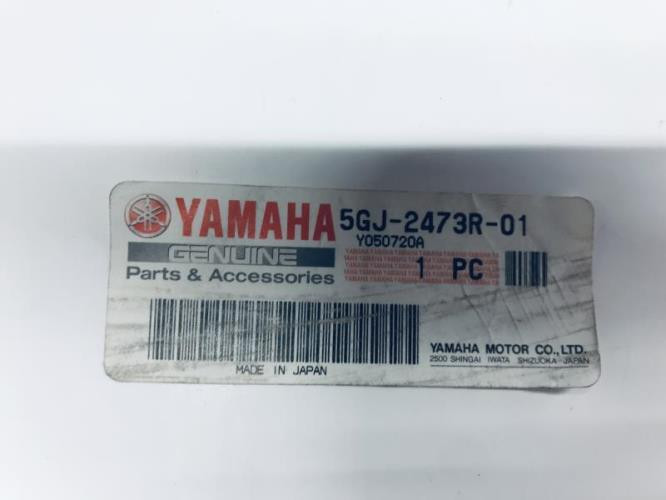 YAMAHA 5GJ-2473R-01
GENUINE Y050720A
Parts & Accessories 1 PC
YAMAHA MOTOR CO.,LTD.
2500 SHINGAI IWATA SHIZUOKA JAPAN
MADE IN JAPAN